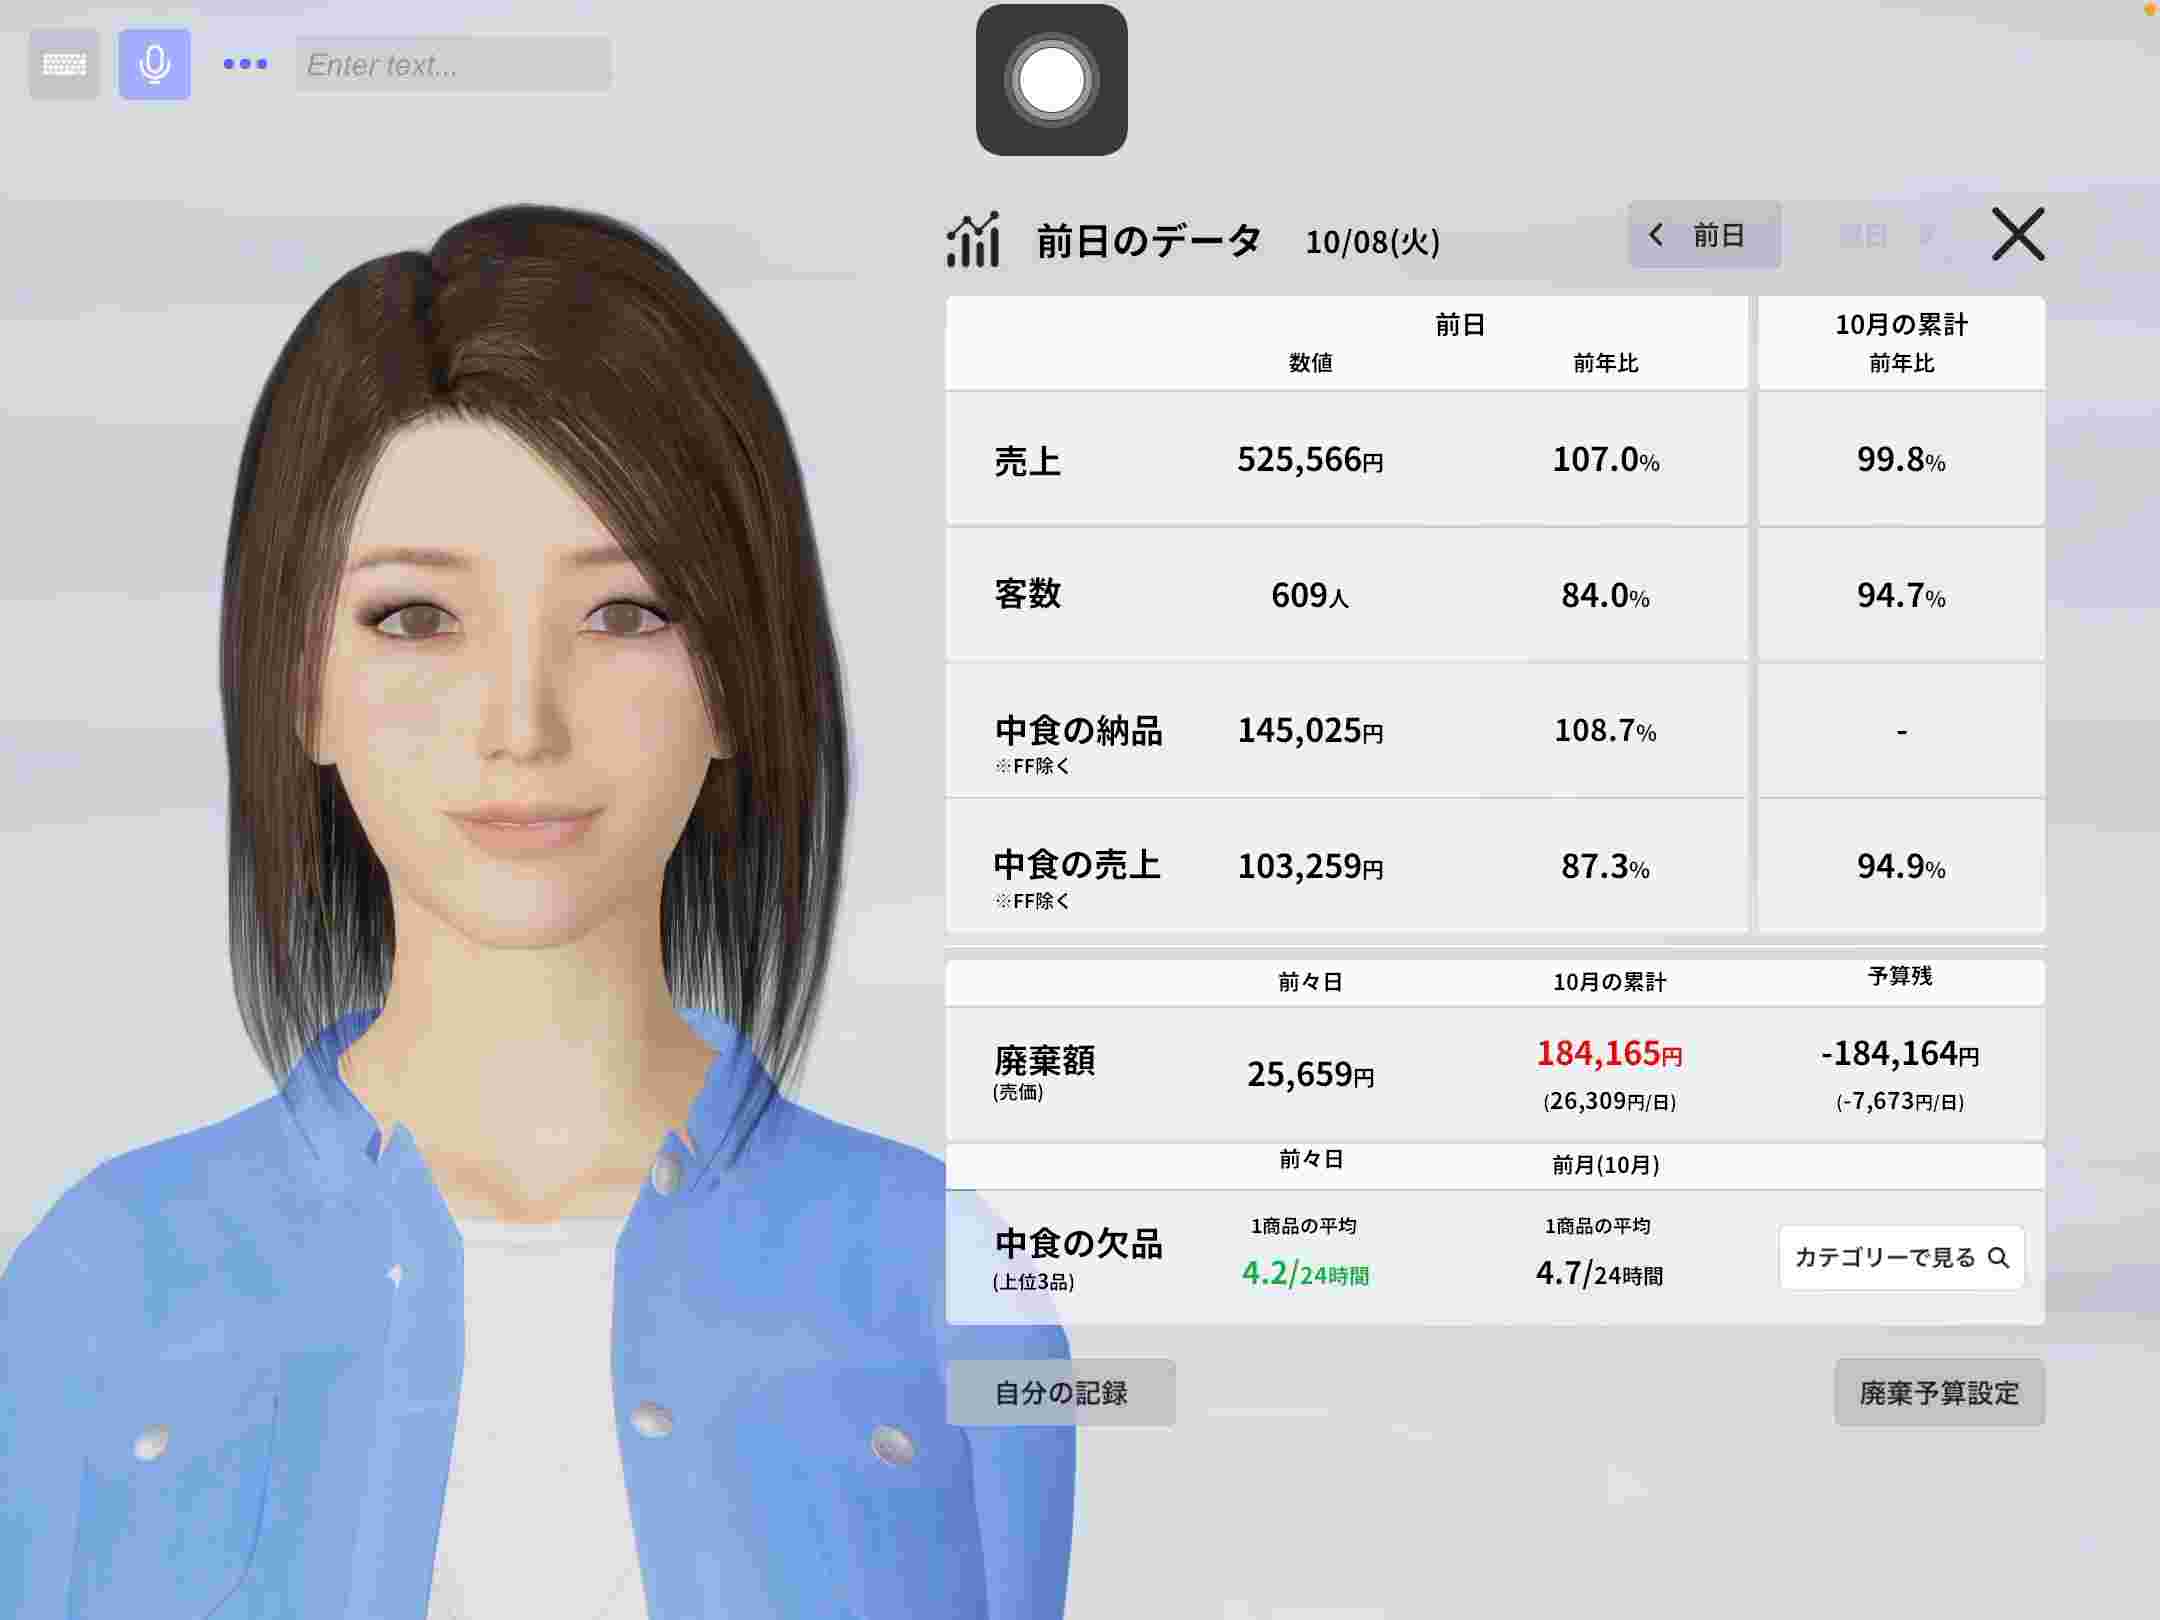 Enter text...
前日のデータ 10/08(火) 前日 翌日
前日 10月の累計
数値 前年比 前年比
売上 525,566円 107.0% 99.8%
客数 609人 84.0% 94.7%
中食の納品 145,025円 108.7% -
※FF除く
中食の売上 103,259円 87.3% 94.9%
※FF除く
前々日 10月の累計 予算残
廃棄額 25,659円 184,165円 -184,164円
(売価) (26,309円/日) (-7,673円/日)
前々日 前月(10月)
1商品の平均 1商品の平均
中食の欠品 4.2/24時間 4.7/24時間 カテゴリーで見る
(上位3品)
自分の記録 廃棄予算設定